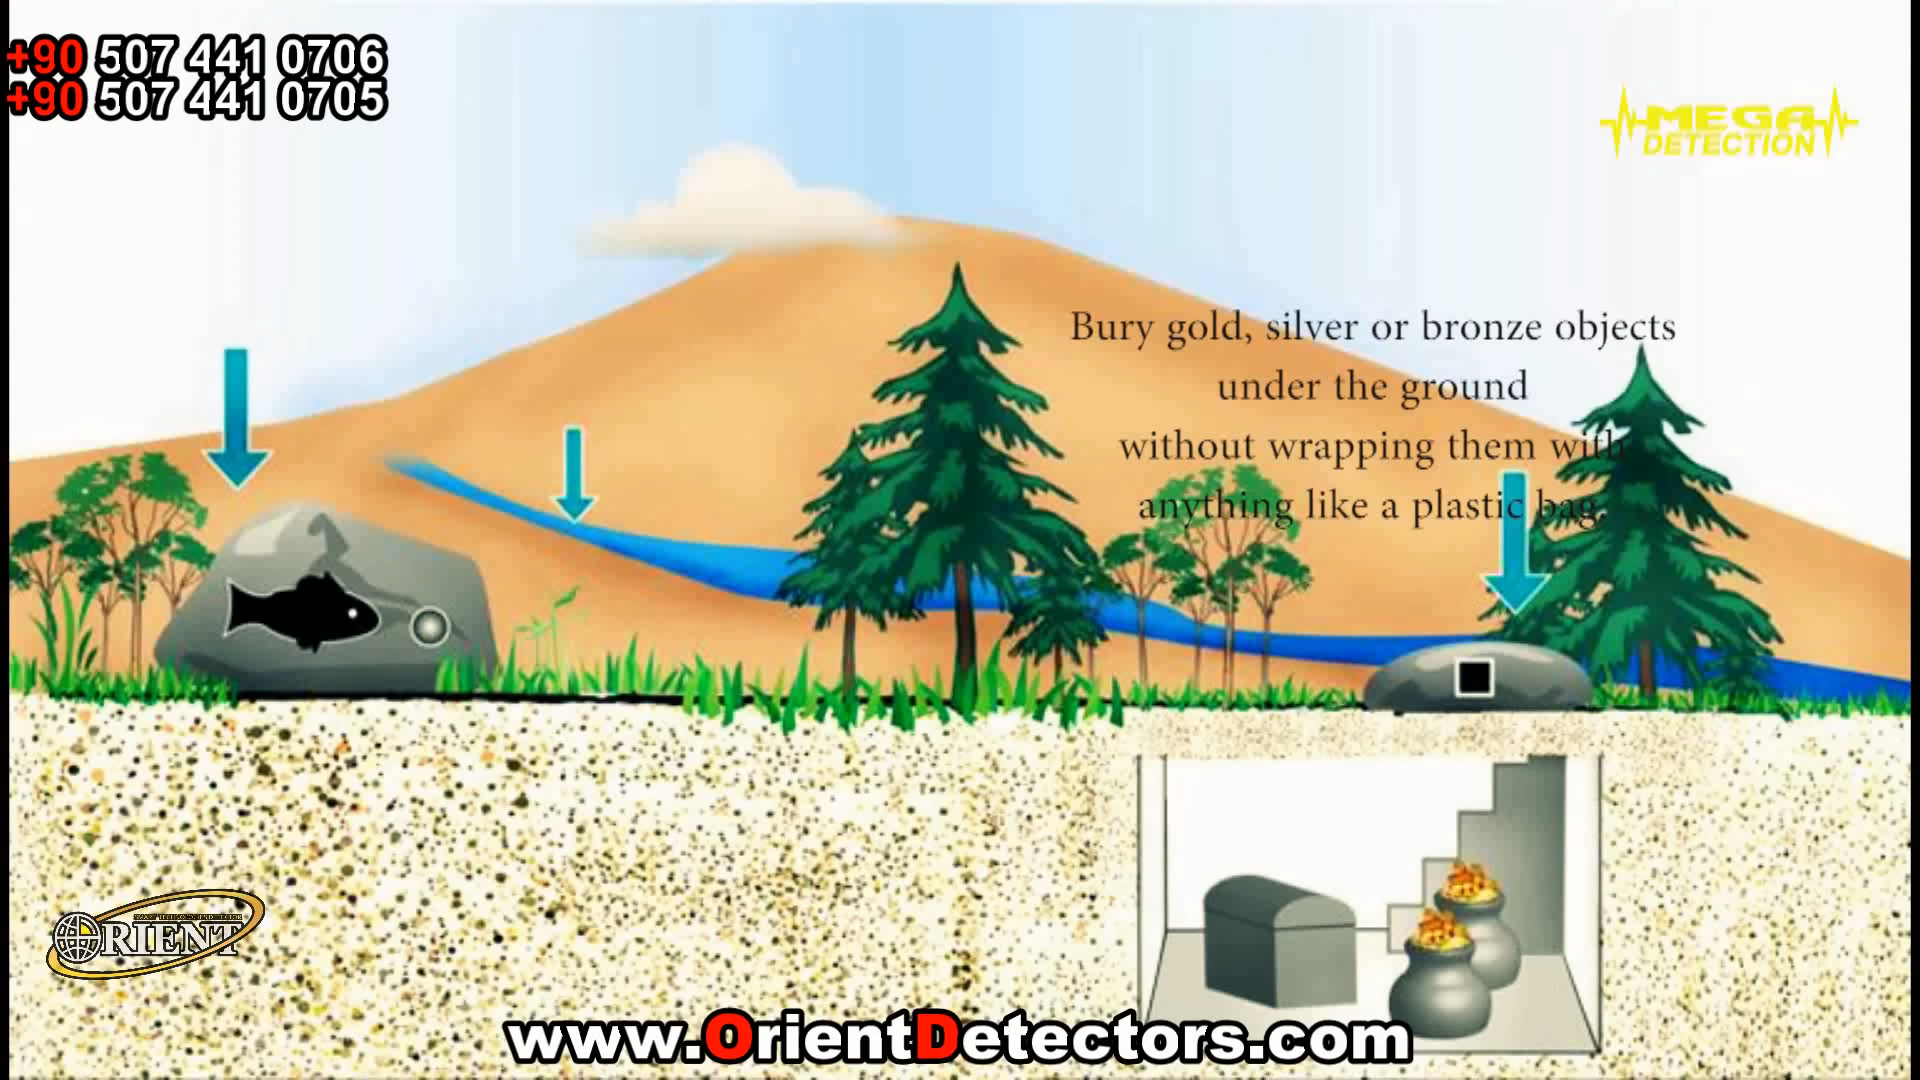 +90 507 441 0706
+90 507 441 0705
MEGA
DETECTION
Bury gold, silver or bronze objects
under the ground
without wrapping them with
anything like a plastic bag.
ORIENT
www.OrientDetectors.com